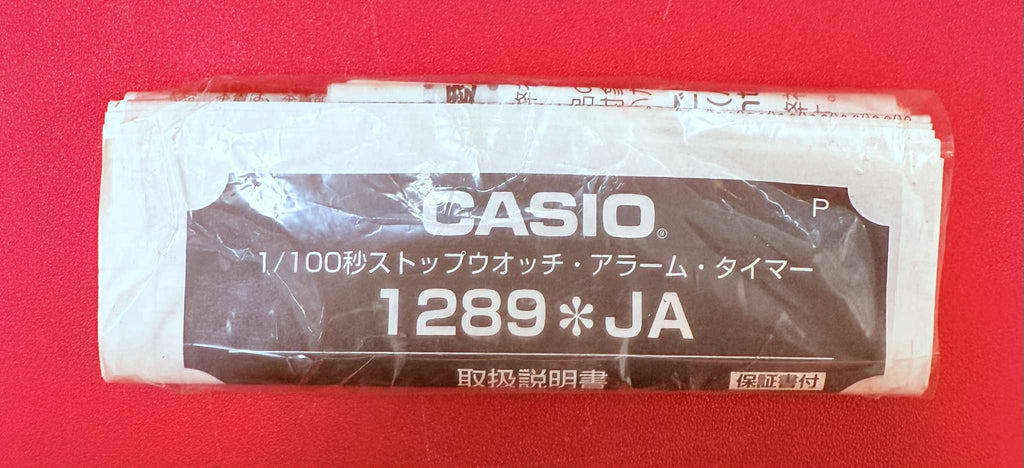 CASIO®
P
1/100秒ストップウオッチ・アラーム・タイマー
1289＊JA
取扱説明書
保証書付